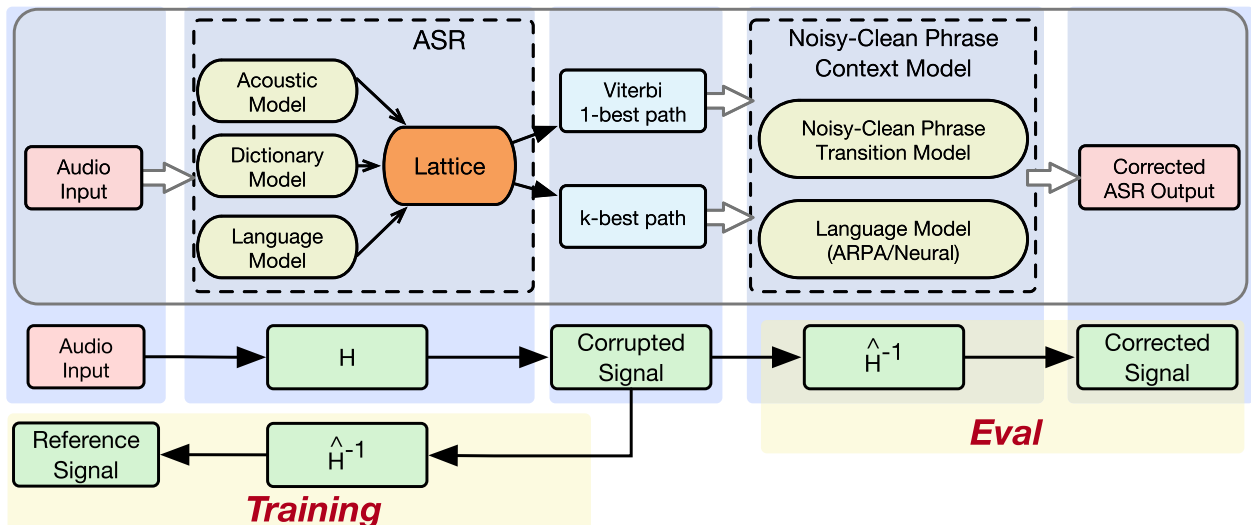 ASR
Acoustic
Model
Dictionary
Model
Language
Model
Lattice
Audio
Input
Viterbi
1-best path
k-best path
Noisy-Clean Phrase
Context Model
Noisy-Clean Phrase
Transition Model
Language Model
(ARPA/Neural)
Corrected
ASR Output
Audio
Input
H
Corrupted
Signal
Ĥ-1
Corrected
Signal
Eval
Reference
Signal
Ĥ-1
Training